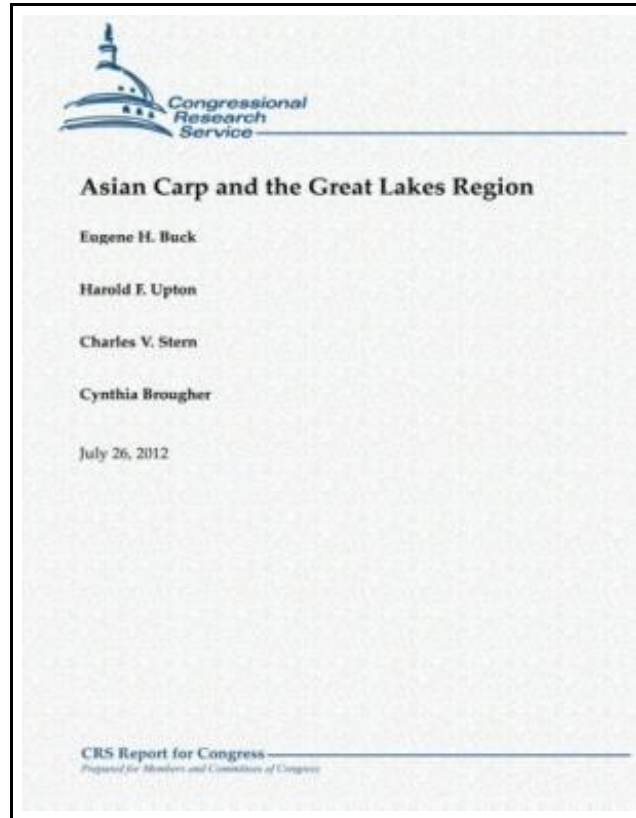 Congressional
Research
Service
Asian Carp and the Great Lakes Region
Eugene H. Buck
Harold F. Upton
Charles V. Stern
Cynthia Brougher
July 26, 2012
CRS Report for Congress
Prepared for Members and Committees of Congress